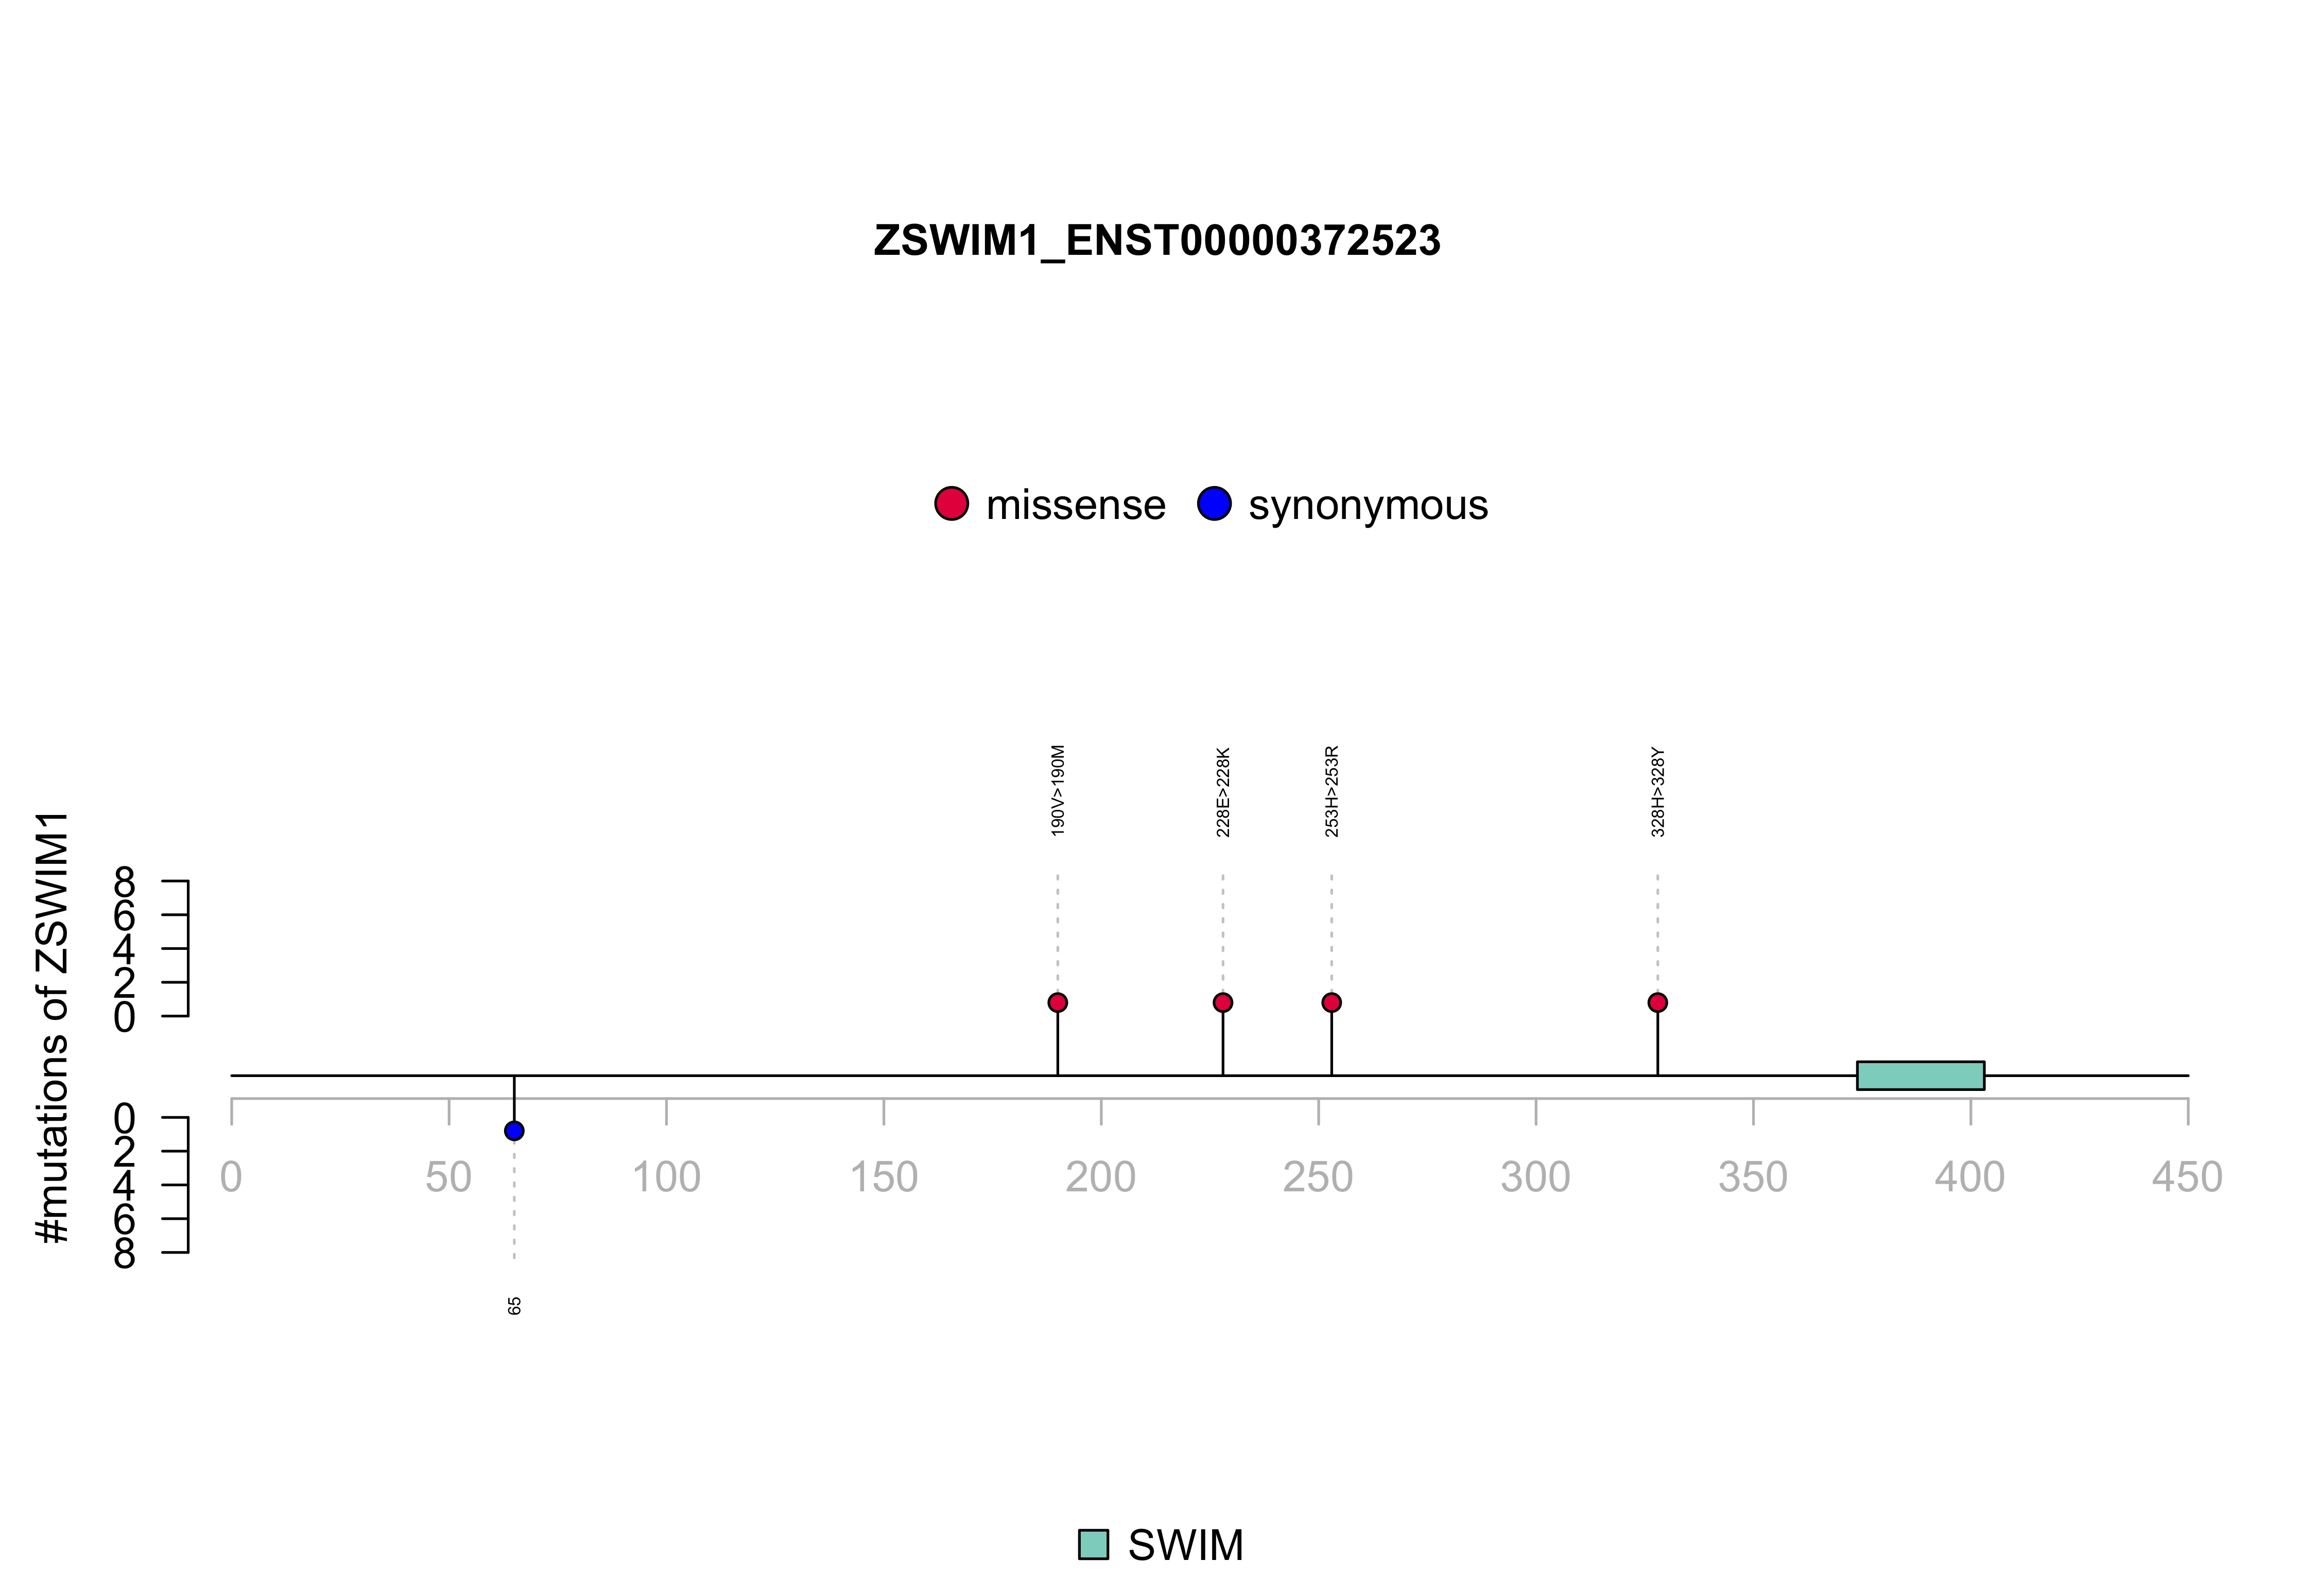 ZSWIM1_ENST00000372523
missense
synonymous
190V>190M
228E>228K
253H>253R
328H>328Y
#mutations of ZSWIM1
8
6
4
2
0
0
2
4
6
8
0 50 100 150 200 250 300 350 400 450
65
SWIM